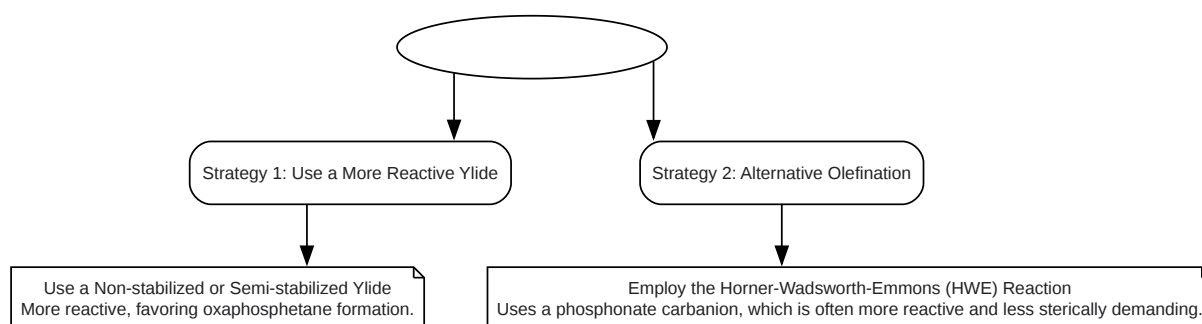 Strategy 1: Use a More Reactive Ylide
Strategy 2: Alternative Olefination
Use a Non-stabilized or Semi-stabilized Ylide
More reactive, favoring oxaphosphetane formation.
Employ the Horner-Wadsworth-Emmons (HWE) Reaction
Uses a phosphonate carbanion, which is often more reactive and less sterically demanding.